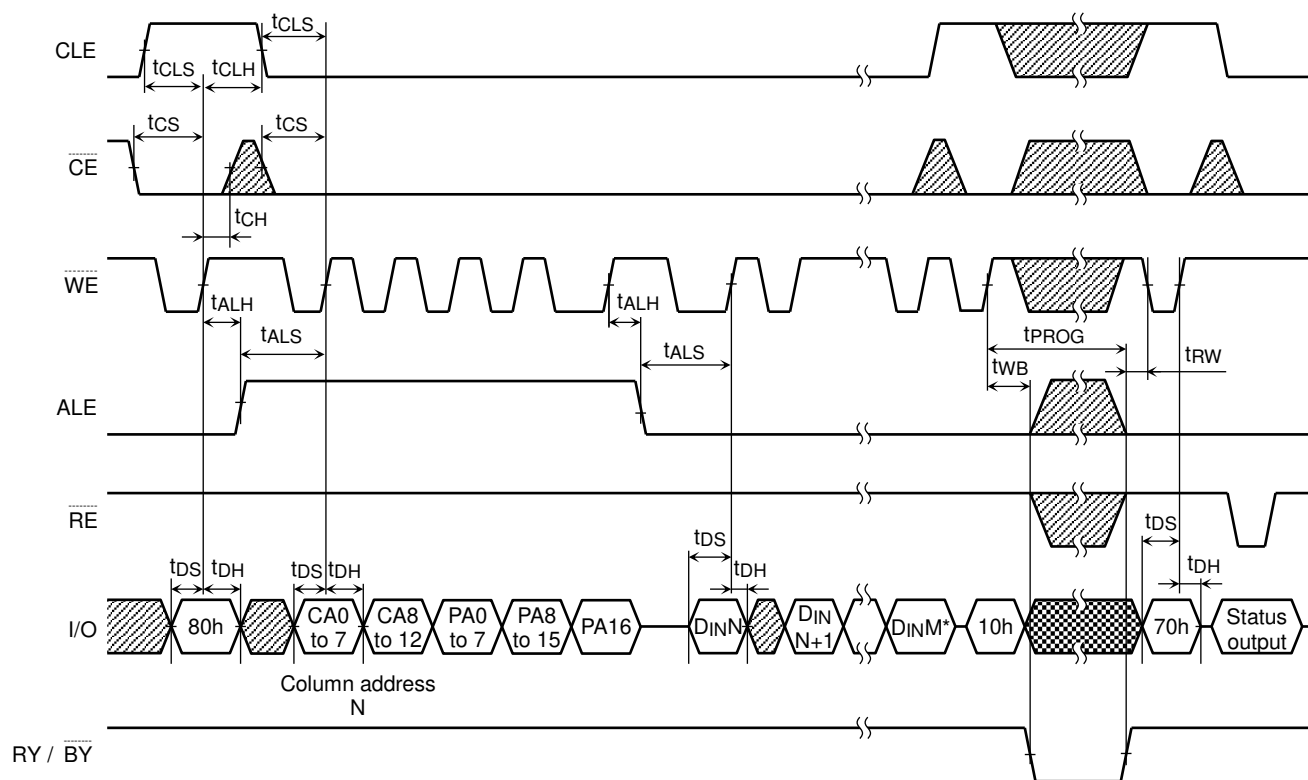 tCLS
CLE
tCLS tCLH
tCS tCS
CE
tCH
WE
tALH tALH
tALS tALS
tPROG
tWB tRW
ALE
RE
tDS tDH tDS tDH tDS tDH tDS tDH
I/O
80h
CA0
to 7
CA8
to 12
PA0
to 7
PA8
to 15
PA16
DINN
DIN
N+1
DINM*
10h
70h
Status
output
Column address
N
RY / BY